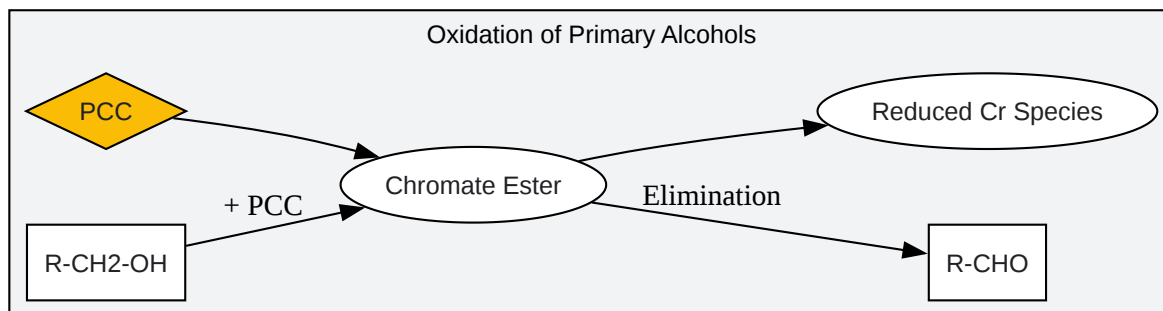 Oxidation of Primary Alcohols
PCC
Reduced Cr Species
Chromate Ester
+ PCC
Elimination
R-CH2-OH
R-CHO